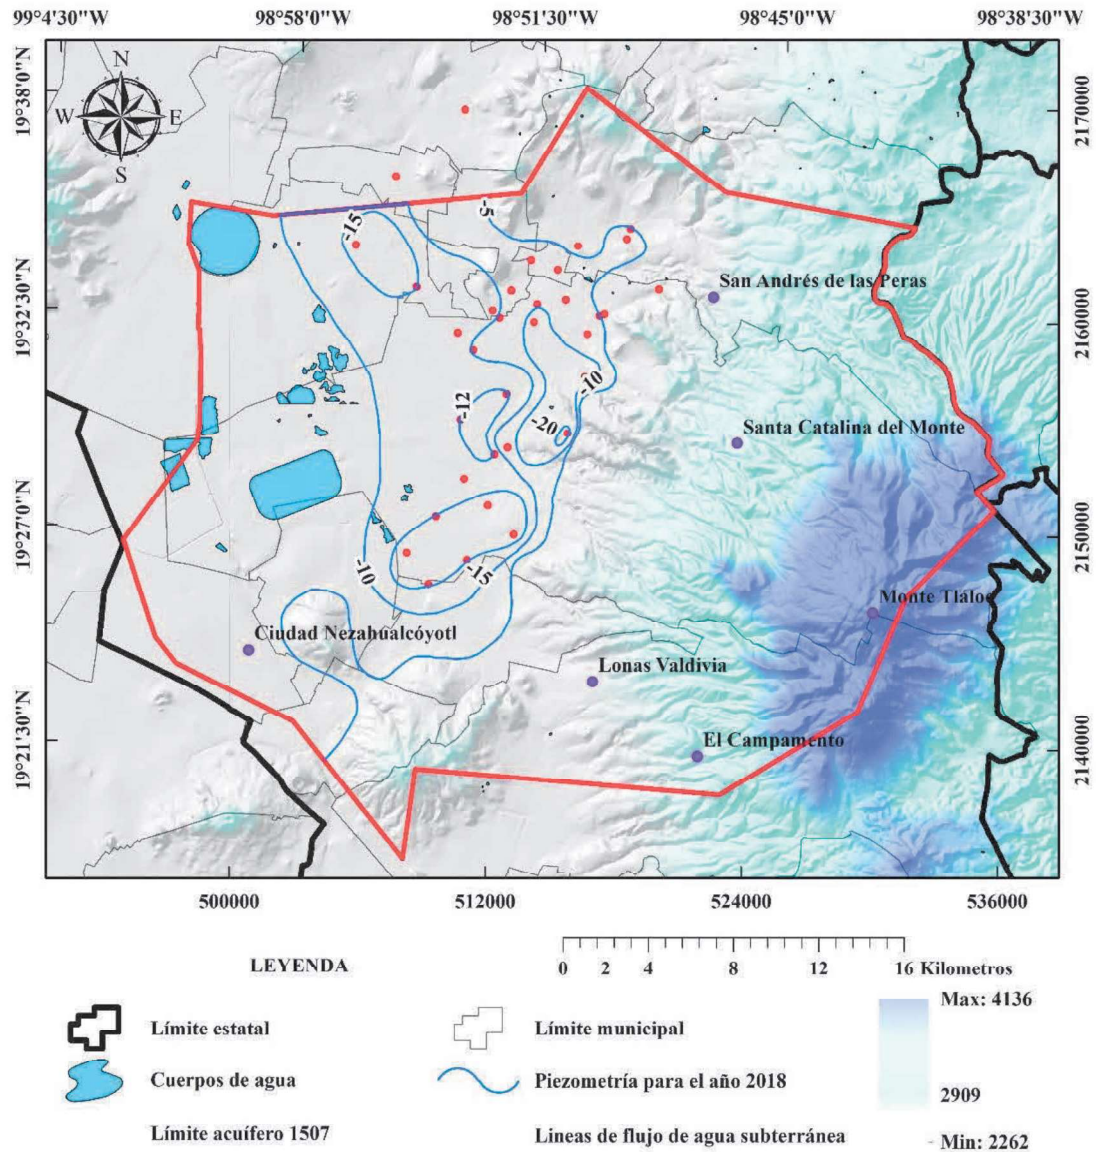 99°4'30"W 98°58'0"W 98°51'30"W 98°45'0"W 98°38'30"W
19°38'0"N
19°32'30"N
19°27'0"N
19°21'30"N
2170000
2160000
2150000
2140000
N
W E
S
-15
-5
San Andrés de las Peras
-10
-12
-20
Santa Catalina del Monte
-10
-15
Monte Tláloc
Ciudad Nezahualcóyotl
Lonas Valdivia
El Campamento
500000 512000 524000 536000
LEYENDA
0 2 4 8 12 16 Kilometros
Límite estatal
Límite municipal
Max: 4136
Cuerpos de agua
Piezometría para el año 2018
2909
Límite acuífero 1507
Lineas de flujo de agua subterránea
- Min: 2262